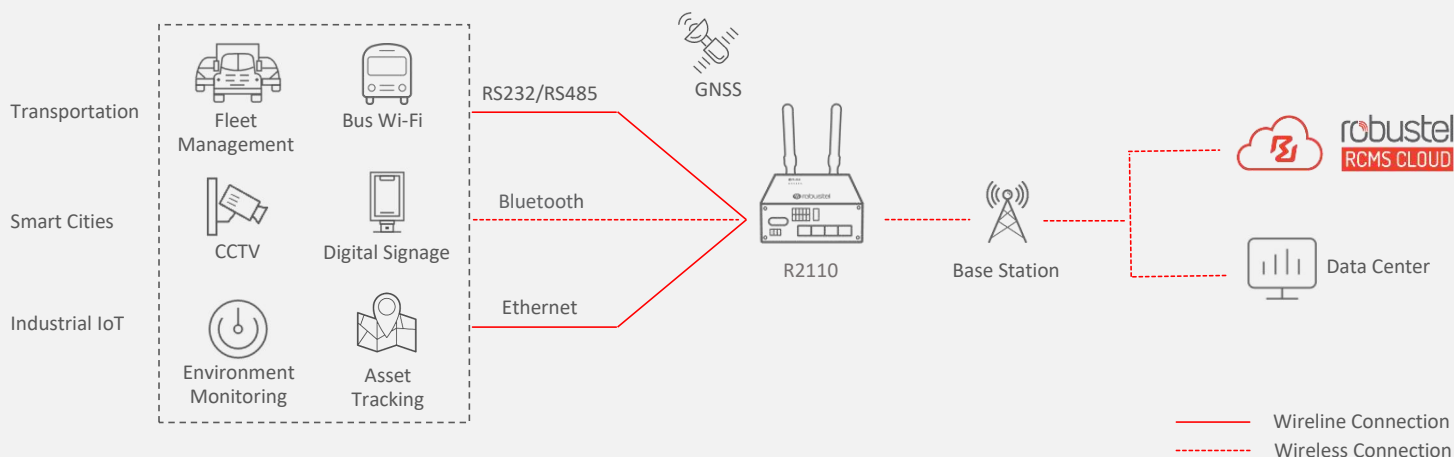 Transportation
Fleet
Management
Bus Wi-Fi
RS232/RS485
GNSS
robustel
RCMS CLOUD
Smart Cities
CCTV
Digital Signage
Bluetooth
robustel
R2110
Base Station
Data Center
Industrial IoT
Environment
Monitoring
Asset
Tracking
Ethernet
Wireline Connection
Wireless Connection